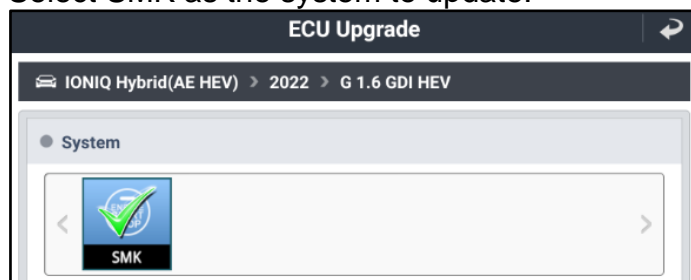 Select SMK as the system to update.
ECU Upgrade
IONIQ Hybrid(AE HEV) > 2022 > G 1.6 GDI HEV
System
SMK